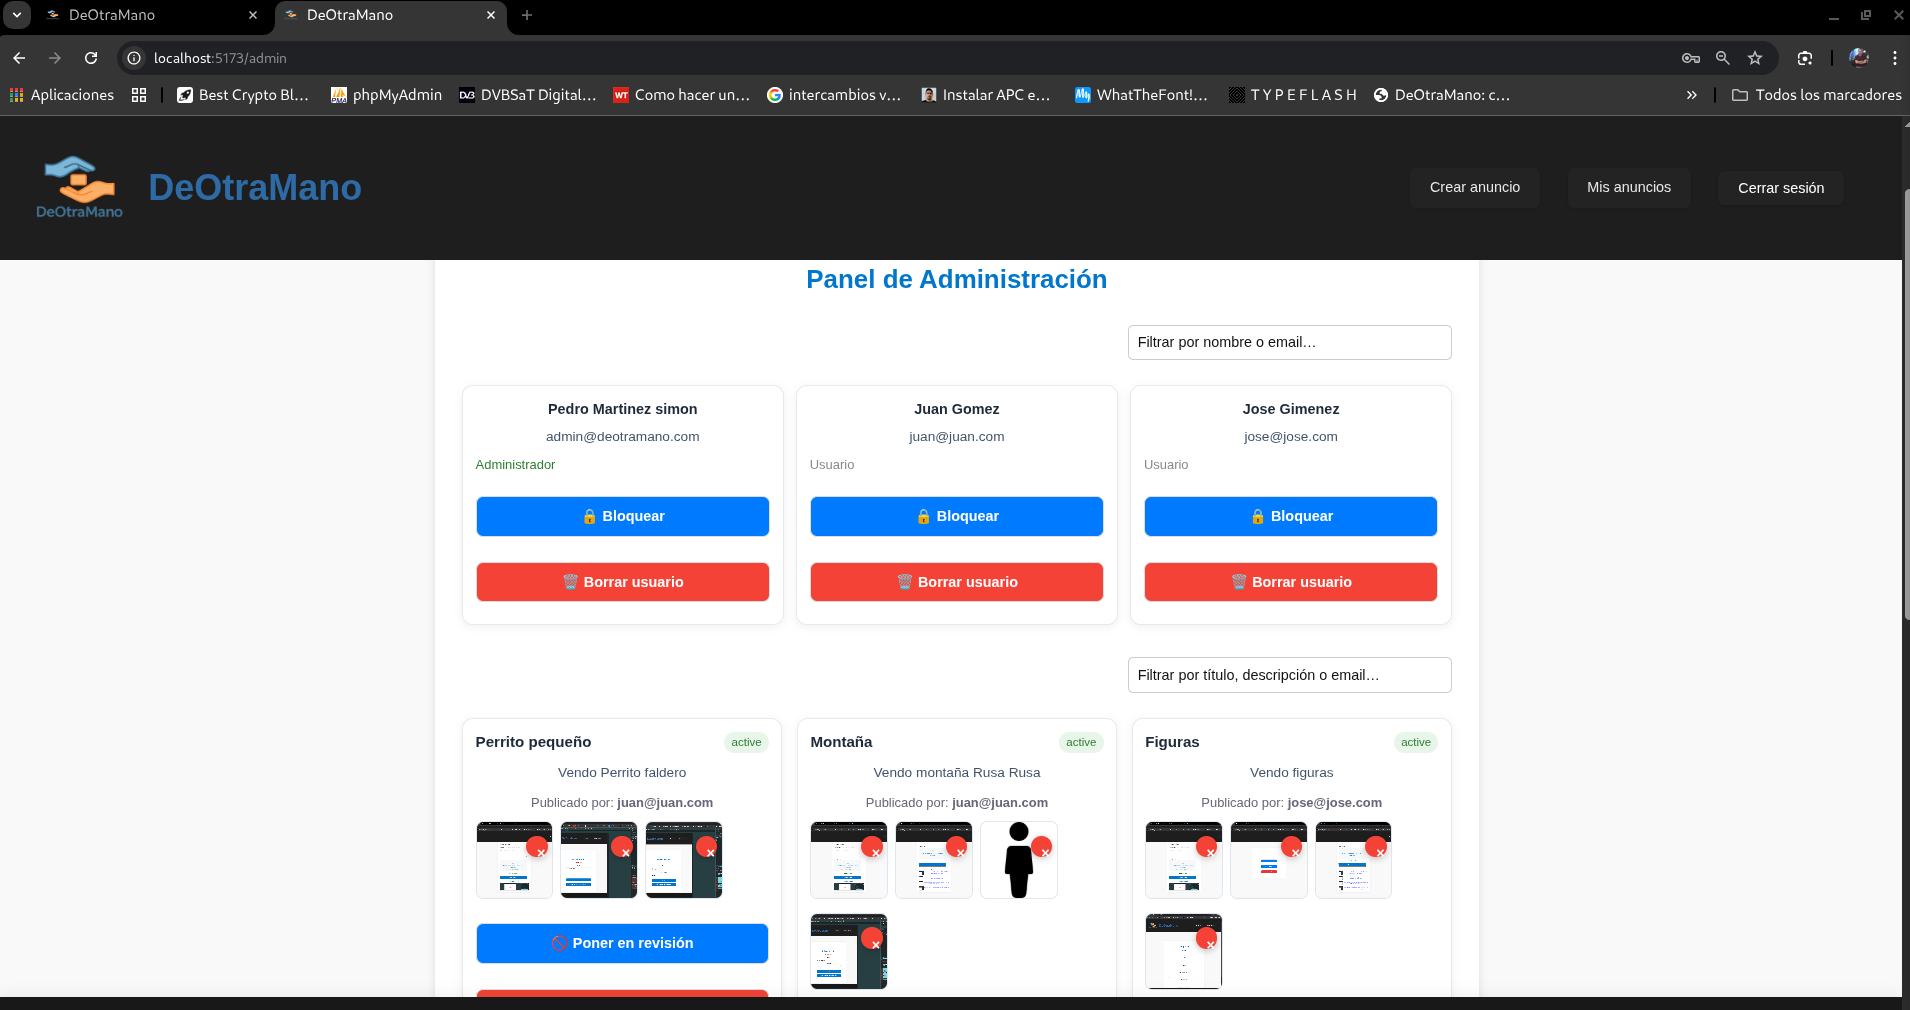 DeOtraMano
DeOtraMano
localhost:5173/admin
Aplicaciones
Best Crypto Bl...
phpMyAdmin
DVBSaT Digital...
Como hacer un...
intercambios v...
Instalar APC e...
WhatTheFont!...
T Y P E F L A S H
DeOtraMano: c...
Todos los marcadores
DeOtraMano
DeOtraMano
Crear anuncio
Mis anuncios
Cerrar sesión
Panel de Administración
Filtrar por nombre o email…
Pedro Martinez simon
admin@deotramano.com
Administrador
🔒 Bloquear
🗑️ Borrar usuario
Juan Gomez
juan@juan.com
Usuario
🔒 Bloquear
🗑️ Borrar usuario
Jose Gimenez
jose@jose.com
Usuario
🔒 Bloquear
🗑️ Borrar usuario
Filtrar por título, descripción o email…
Perrito pequeño
active
Vendo Perrito faldero
Publicado por: juan@juan.com
🚫 Poner en revisión
Montaña
active
Vendo montaña Rusa Rusa
Publicado por: juan@juan.com
Figuras
active
Vendo figuras
Publicado por: jose@jose.com